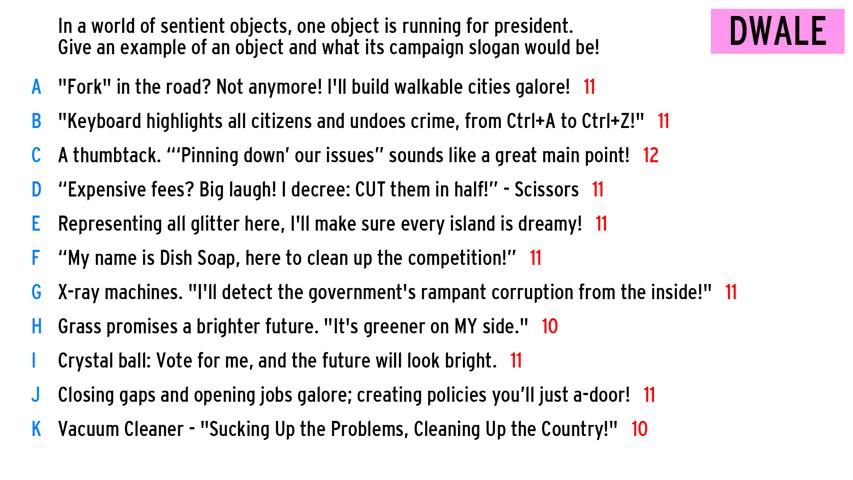 In a world of sentient objects, one object is running for president.
Give an example of an object and what its campaign slogan would be!
DWALE
A "Fork" in the road? Not anymore! I'll build walkable cities galore! 11
B "Keyboard highlights all citizens and undoes crime, from Ctrl+A to Ctrl+Z!" 11
C A thumbtack. “‘Pinning down’ our issues” sounds like a great main point! 12
D “Expensive fees? Big laugh! I decree: CUT them in half!” - Scissors 11
E Representing all glitter here, I'll make sure every island is dreamy! 11
F “My name is Dish Soap, here to clean up the competition!” 11
G X-ray machines. "I'll detect the government's rampant corruption from the inside!" 11
H Grass promises a brighter future. "It's greener on MY side." 10
I Crystal ball: Vote for me, and the future will look bright. 11
J Closing gaps and opening jobs galore; creating policies you’ll just a-door! 11
K Vacuum Cleaner - "Sucking Up the Problems, Cleaning Up the Country!" 10